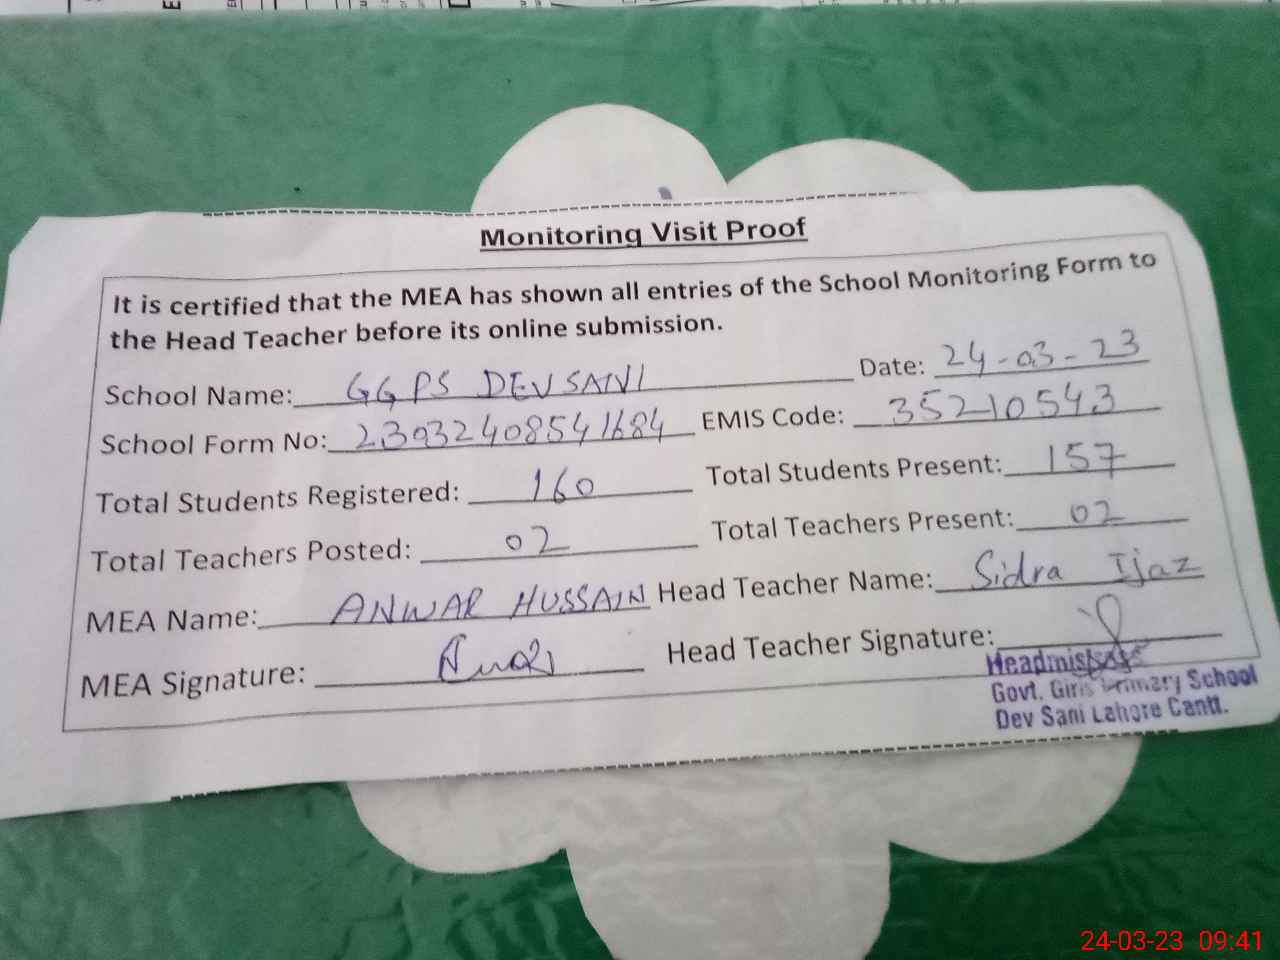 Monitoring Visit Proof
It is certified that the MEA has shown all entries of the School Monitoring Form to
the Head Teacher before its online submission.
School Name: GGPS DEVSANI Date: 24-03-23
School Form No: 23032408541684 EMIS Code: 35210543
Total Students Registered: 160 Total Students Present: 157
Total Teachers Posted: 02 Total Teachers Present: 02
MEA Name: ANWAR HUSSAIN Head Teacher Name: Sidra Ijaz
MEA Signature: Head Teacher Signature:
Headmistress
Govt. Girls Primary School
Dev Sani Lahore Cantt.
24-03-23 09:41